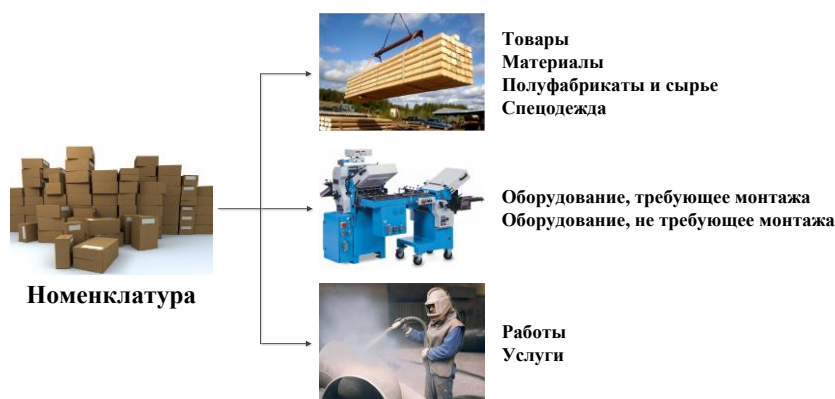 Товары
Материалы
Полуфабрикаты и сырье
Спецодежда
Оборудование, требующее монтажа
Оборудование, не требующее монтажа
Номенклатура
Работы
Услуги